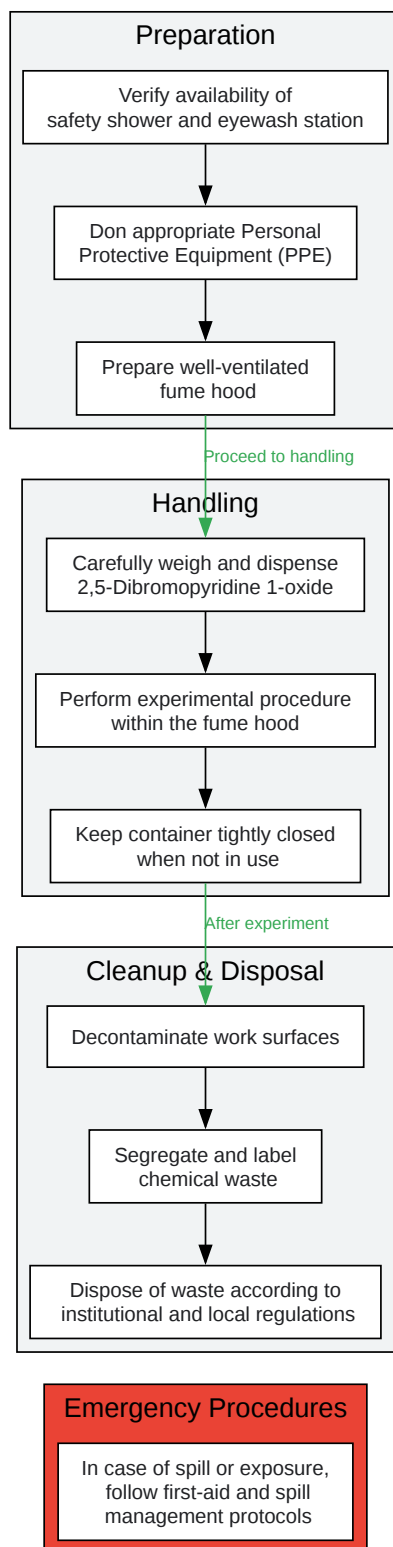 Preparation
Verify availability of
safety shower and eyewash station
Don appropriate Personal
Protective Equipment (PPE)
Prepare well-ventilated
fume hood
Proceed to handling
Handling
Carefully weigh and dispense
2,5-Dibromopyridine 1-oxide
Perform experimental procedure
within the fume hood
Keep container tightly closed
when not in use
After experiment
Cleanup & Disposal
Decontaminate work surfaces
Segregate and label
chemical waste
Dispose of waste according to
institutional and local regulations
Emergency Procedures
In case of spill or exposure,
follow first-aid and spill
management protocols